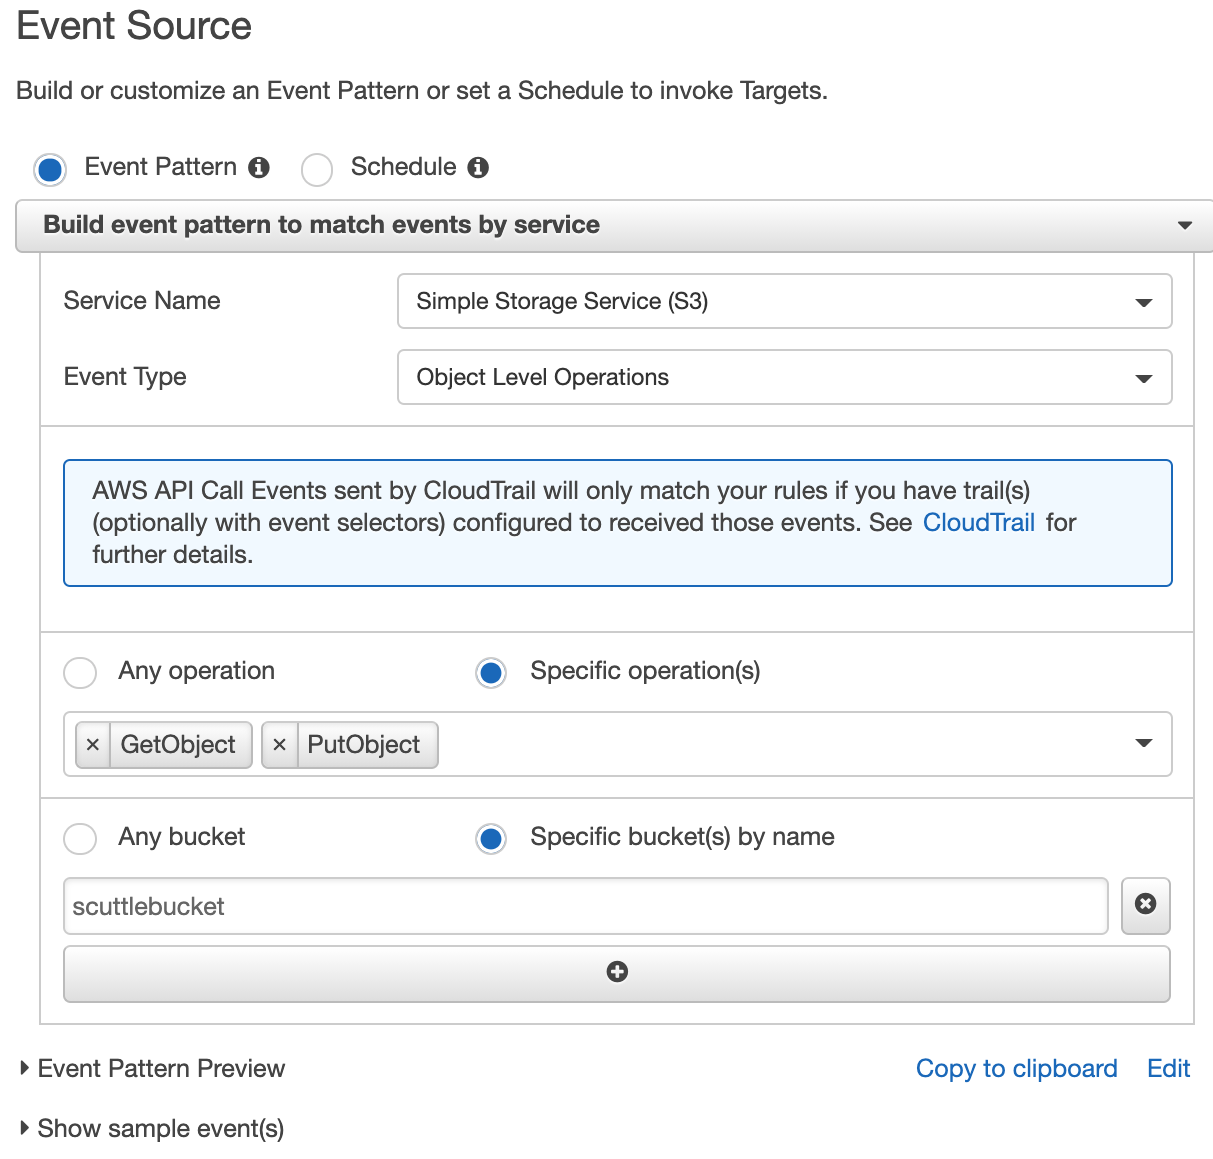 Event Source
Build or customize an Event Pattern or set a Schedule to invoke Targets.
Event Pattern Schedule
Build event pattern to match events by service
Service Name Simple Storage Service (S3)
Event Type Object Level Operations
AWS API Call Events sent by CloudTrail will only match your rules if you have trail(s)
(optionally with event selectors) configured to received those events. See CloudTrail for
further details.
Any operation Specific operation(s)
× GetObject × PutObject
Any bucket Specific bucket(s) by name
scuttlebucket
Event Pattern Preview Copy to clipboard Edit
Show sample event(s)